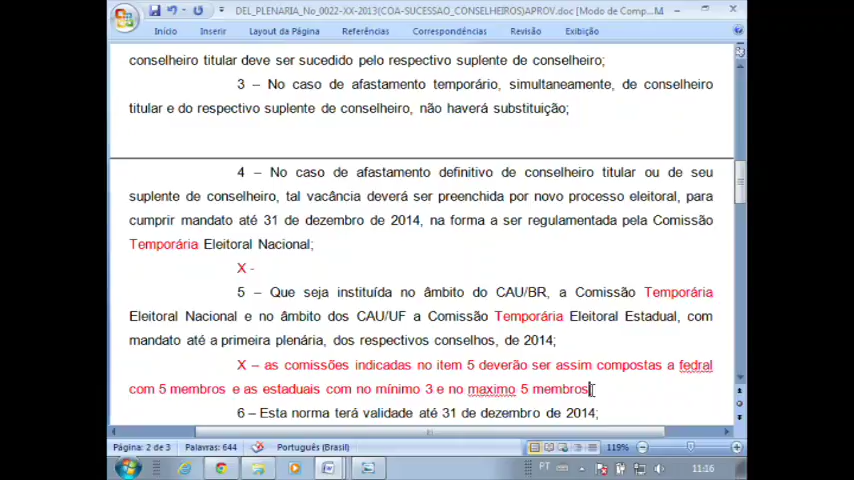 DEL_PLENARIA_No_0022-XX-2013(COA-SUCESSAO_CONSELHEIROS)APROV.doc [Modo de Comp...
Início Inserir Layout da Página Referências Correspondências Revisão Exibição
conselheiro titular deve ser sucedido pelo respectivo suplente de conselheiro;
3 – No caso de afastamento temporário, simultaneamente, de conselheiro
titular e do respectivo suplente de conselheiro, não haverá substituição;
4 – No caso de afastamento definitivo de conselheiro titular ou de seu
suplente de conselheiro, tal vacância deverá ser preenchida por novo processo eleitoral, para
cumprir mandato até 31 de dezembro de 2014, na forma a ser regulamentada pela Comissão
Temporária Eleitoral Nacional;
X -
5 – Que seja instituída no âmbito do CAU/BR, a Comissão Temporária
Eleitoral Nacional e no âmbito dos CAU/UF a Comissão Temporária Eleitoral Estadual, com
mandato até a primeira plenária, dos respectivos conselhos, de 2014;
X – as comissões indicadas no item 5 deverão ser assim compostas a fedral
com 5 membros e as estaduais com no mínimo 3 e no maximo 5 membros
6 – Esta norma terá validade até 31 de dezembro de 2014;
Página: 2 de 3 Palavras: 644 Português (Brasil) 119%
PT 11:16